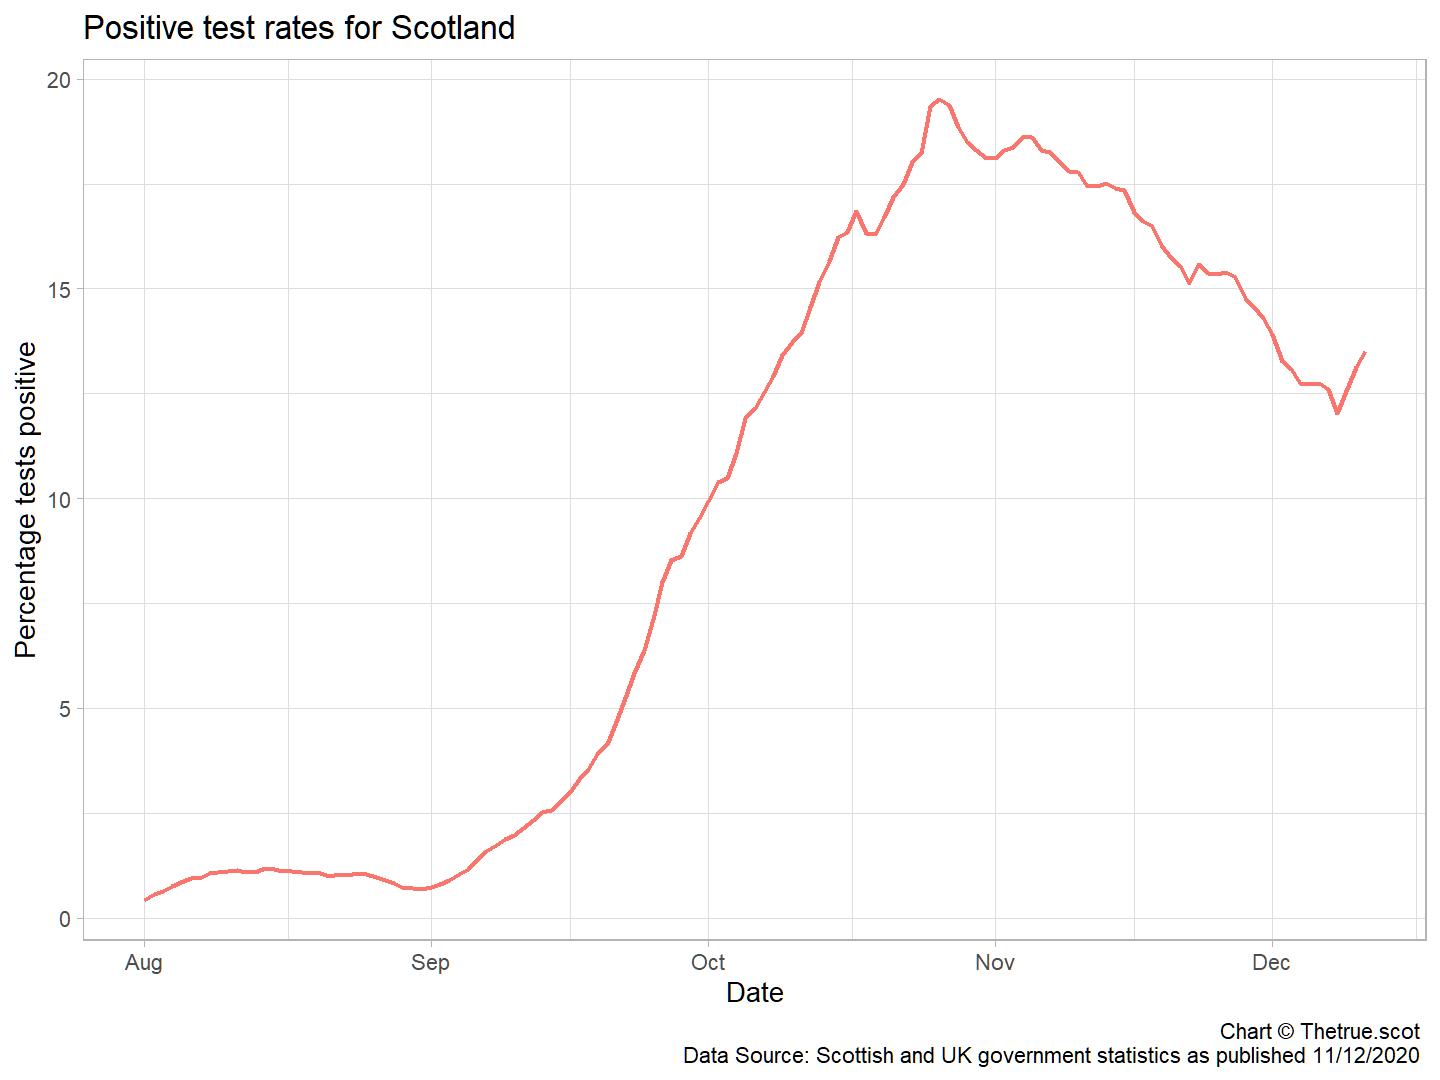 Positive test rates for Scotland
20
15
10
5
0
Percentage tests positive
Aug
Sep
Oct
Nov
Dec
Date
Chart © Thetrue.scot
Data Source: Scottish and UK government statistics as published 11/12/2020